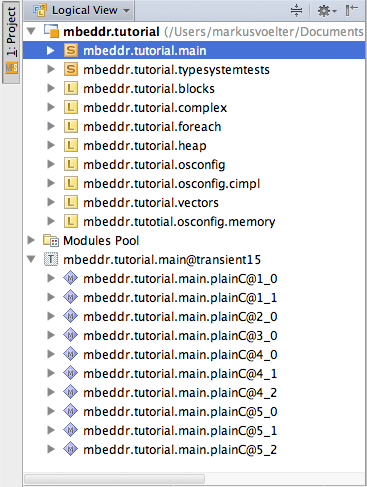 1: Project
Logical View
mbeddr.tutorial (/Users/markusvoelter/Documents
S mbeddr.tutorial.main
S mbeddr.tutorial.typesystemtests
L mbeddr.tutorial.blocks
L mbeddr.tutorial.complex
L mbeddr.tutorial.foreach
L mbeddr.tutorial.heap
L mbeddr.tutorial.osconfig
L mbeddr.tutorial.osconfig.cimpl
L mbeddr.tutorial.vectors
L mbeddr.tutotial.osconfig.memory
Modules Pool
T mbeddr.tutorial.main@transient15
M mbeddr.tutorial.main.plainC@1_0
M mbeddr.tutorial.main.plainC@1_1
M mbeddr.tutorial.main.plainC@2_0
M mbeddr.tutorial.main.plainC@3_0
M mbeddr.tutorial.main.plainC@4_0
M mbeddr.tutorial.main.plainC@4_1
M mbeddr.tutorial.main.plainC@4_2
M mbeddr.tutorial.main.plainC@5_0
M mbeddr.tutorial.main.plainC@5_1
M mbeddr.tutorial.main.plainC@5_2